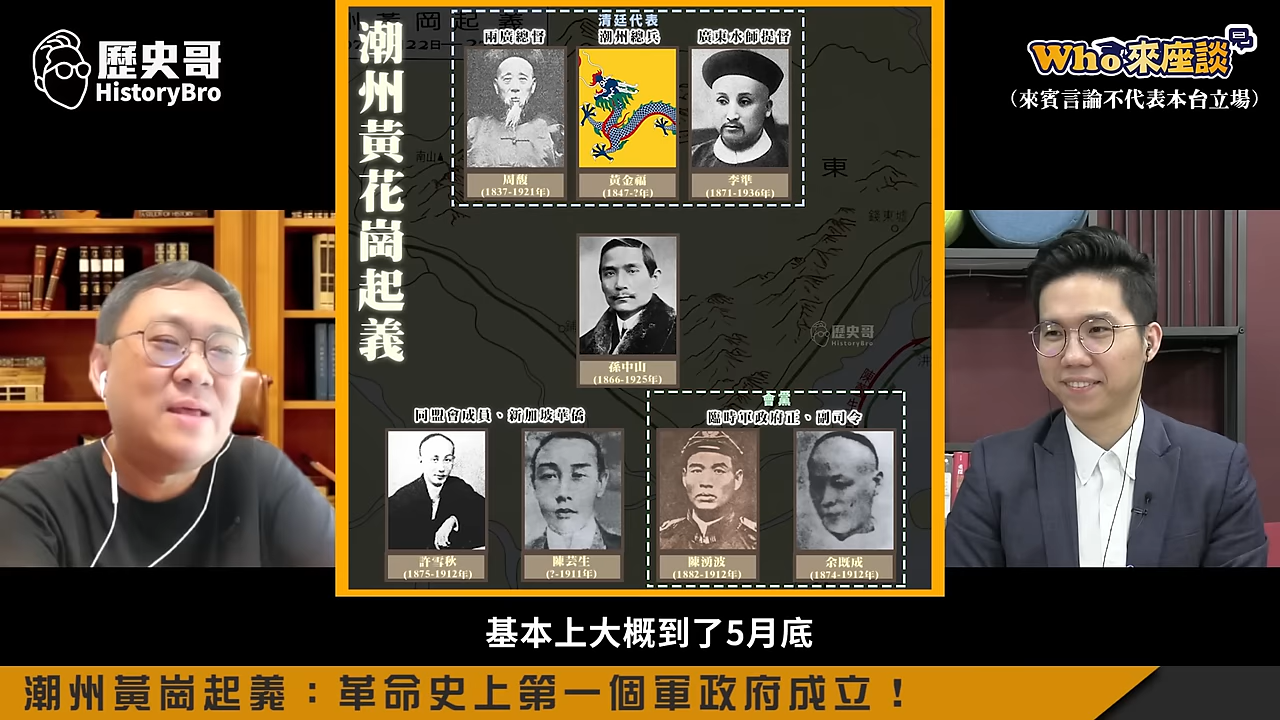 歷史哥
HistoryBro
潮州黃花崗起義
清廷代表
兩廣總督
潮州總兵
廣東水師提督
周馥
(1837-1921年)
黃金福
(1847-?年)
李準
(1871-1936年)
孫中山
(1866-1925年)
同盟會成員、新加坡華僑
會黨
臨時軍政府正、副司令
許雪秋
(1875-1912年)
陳芸生
(?-1911年)
陳湧波
(1882-1912年)
余既成
(1874-1912年)
南山
東
歷史哥
HistoryBro
Who來座談
(來賓言論不代表本台立場)
基本上大概到了5月底
潮州黃崗起義：革命史上第一個軍政府成立！